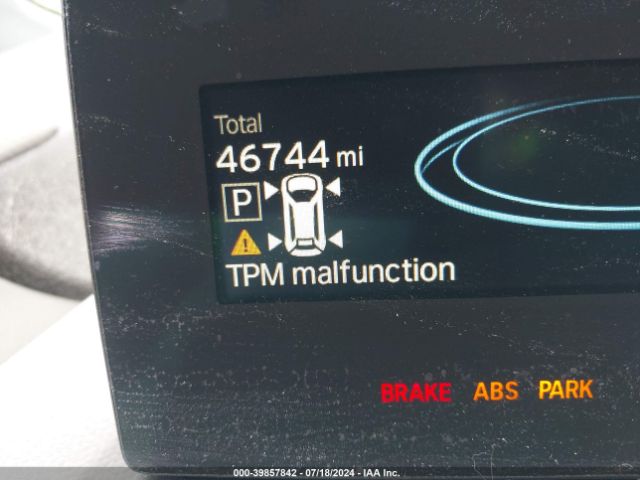 Total
46744 mi
P
TPM malfunction
BRAKE ABS PARK
000-39857842 - 07/18/2024 - IAA Inc.